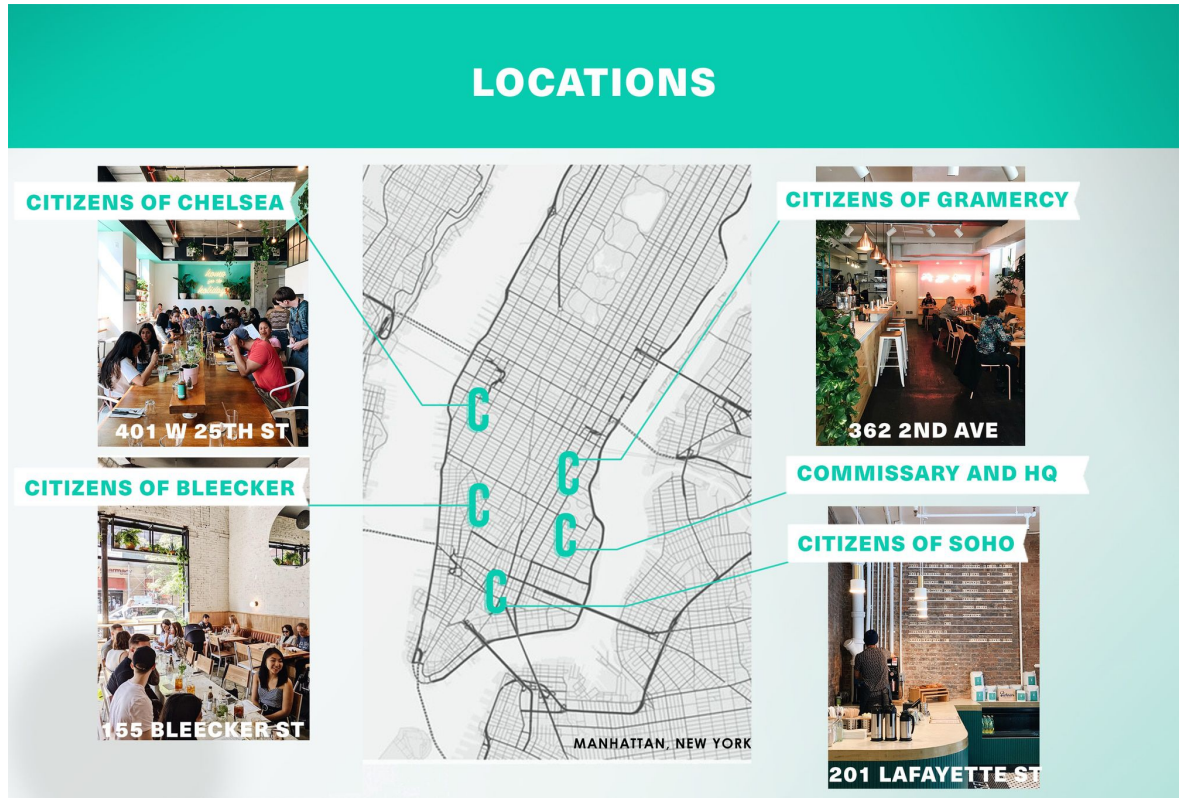 LOCATIONS
CITIZENS OF CHELSEA
401 W 25TH ST
CITIZENS OF BLEECKER
155 BLEECKER ST
C
C
C
C
C
MANHATTAN, NEW YORK
CITIZENS OF GRAMERCY
362 2ND AVE
COMMISSARY AND HQ
CITIZENS OF SOHO
201 LAFAYETTE ST